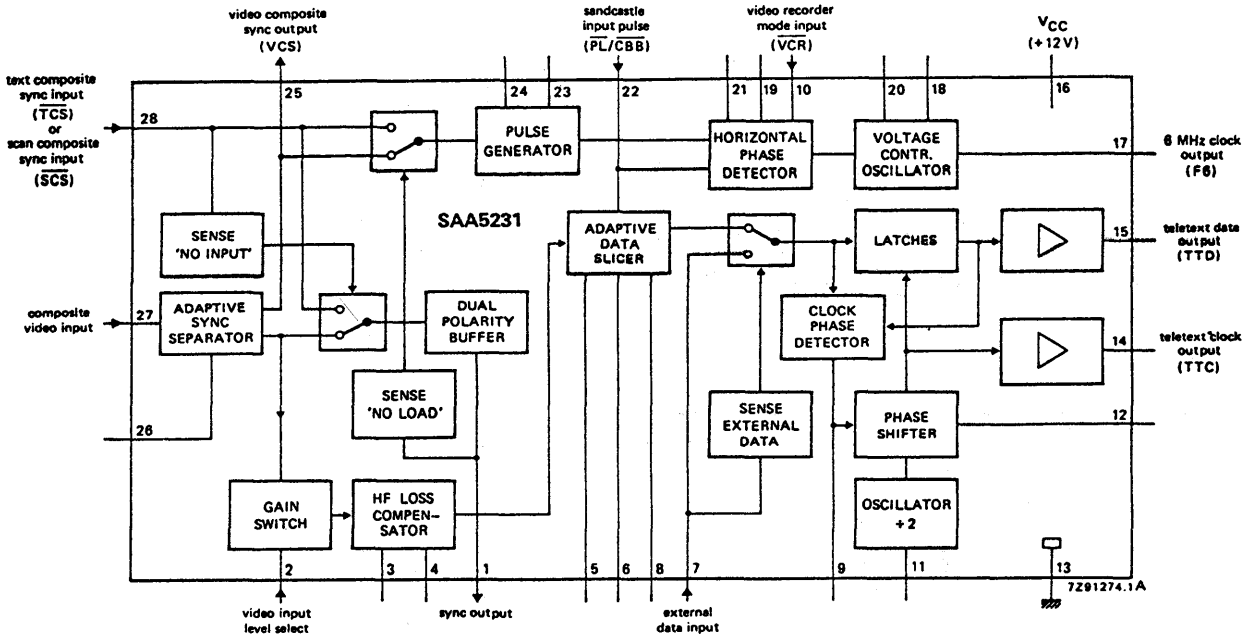 video composite
sync output
(VCS)
sandcastle
input pulse
(PL/CBB)
video recorder
mode input
(VCR)
VCC
(+12V)
text composite
sync input
(TCS)
or
scan composite
sync input
(SCS)
28
25
24
23
22
21
19
10
20
18
16
PULSE
GENERATOR
HORIZONTAL
PHASE
DETECTOR
VOLTAGE
CONTR.
OSCILLATOR
17
6 MHz clock
output
(F6)
SAA5231
SENSE
'NO INPUT'
ADAPTIVE
DATA
SLICER
LATCHES
15
teletext data
output
(TTD)
composite
video input
27
ADAPTIVE
SYNC
SEPARATOR
DUAL
POLARITY
BUFFER
CLOCK
PHASE
DETECTOR
14
teletext clock
output
(TTC)
26
SENSE
'NO LOAD'
SENSE
EXTERNAL
DATA
PHASE
SHIFTER
12
GAIN
SWITCH
HF LOSS
COMPEN-
SATOR
OSCILLATOR
÷2
2
3
4
1
5
6
8
7
9
11
13
7Z91274.1A
video input
level select
sync output
external
data input